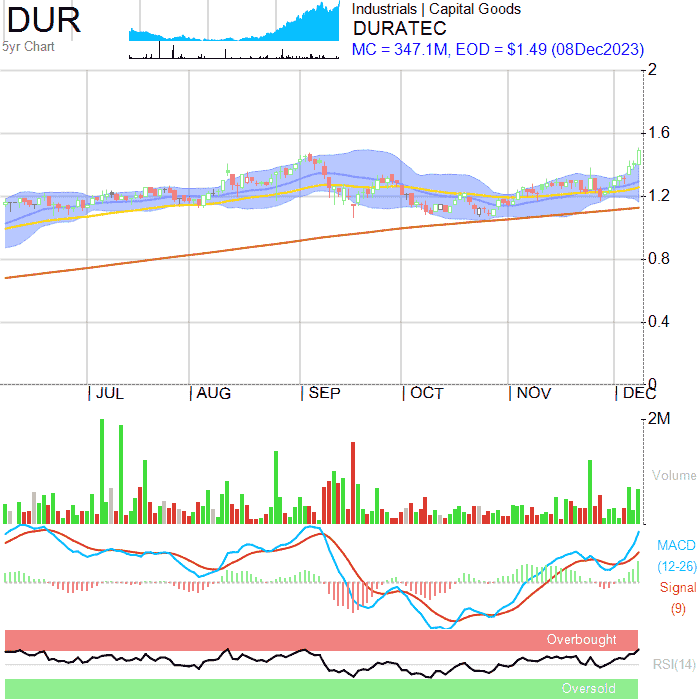 DUR
5yr Chart
Industrials | Capital Goods
DURATEC
MC = 347.1M, EOD = $1.49 (08Dec2023)
2
1.6
1.2
0.8
0.4
0
JUL AUG SEP OCT NOV DEC
2M
Volume
MACD
(12-26)
Signal
(9)
Overbought
RSI(14)
Oversold